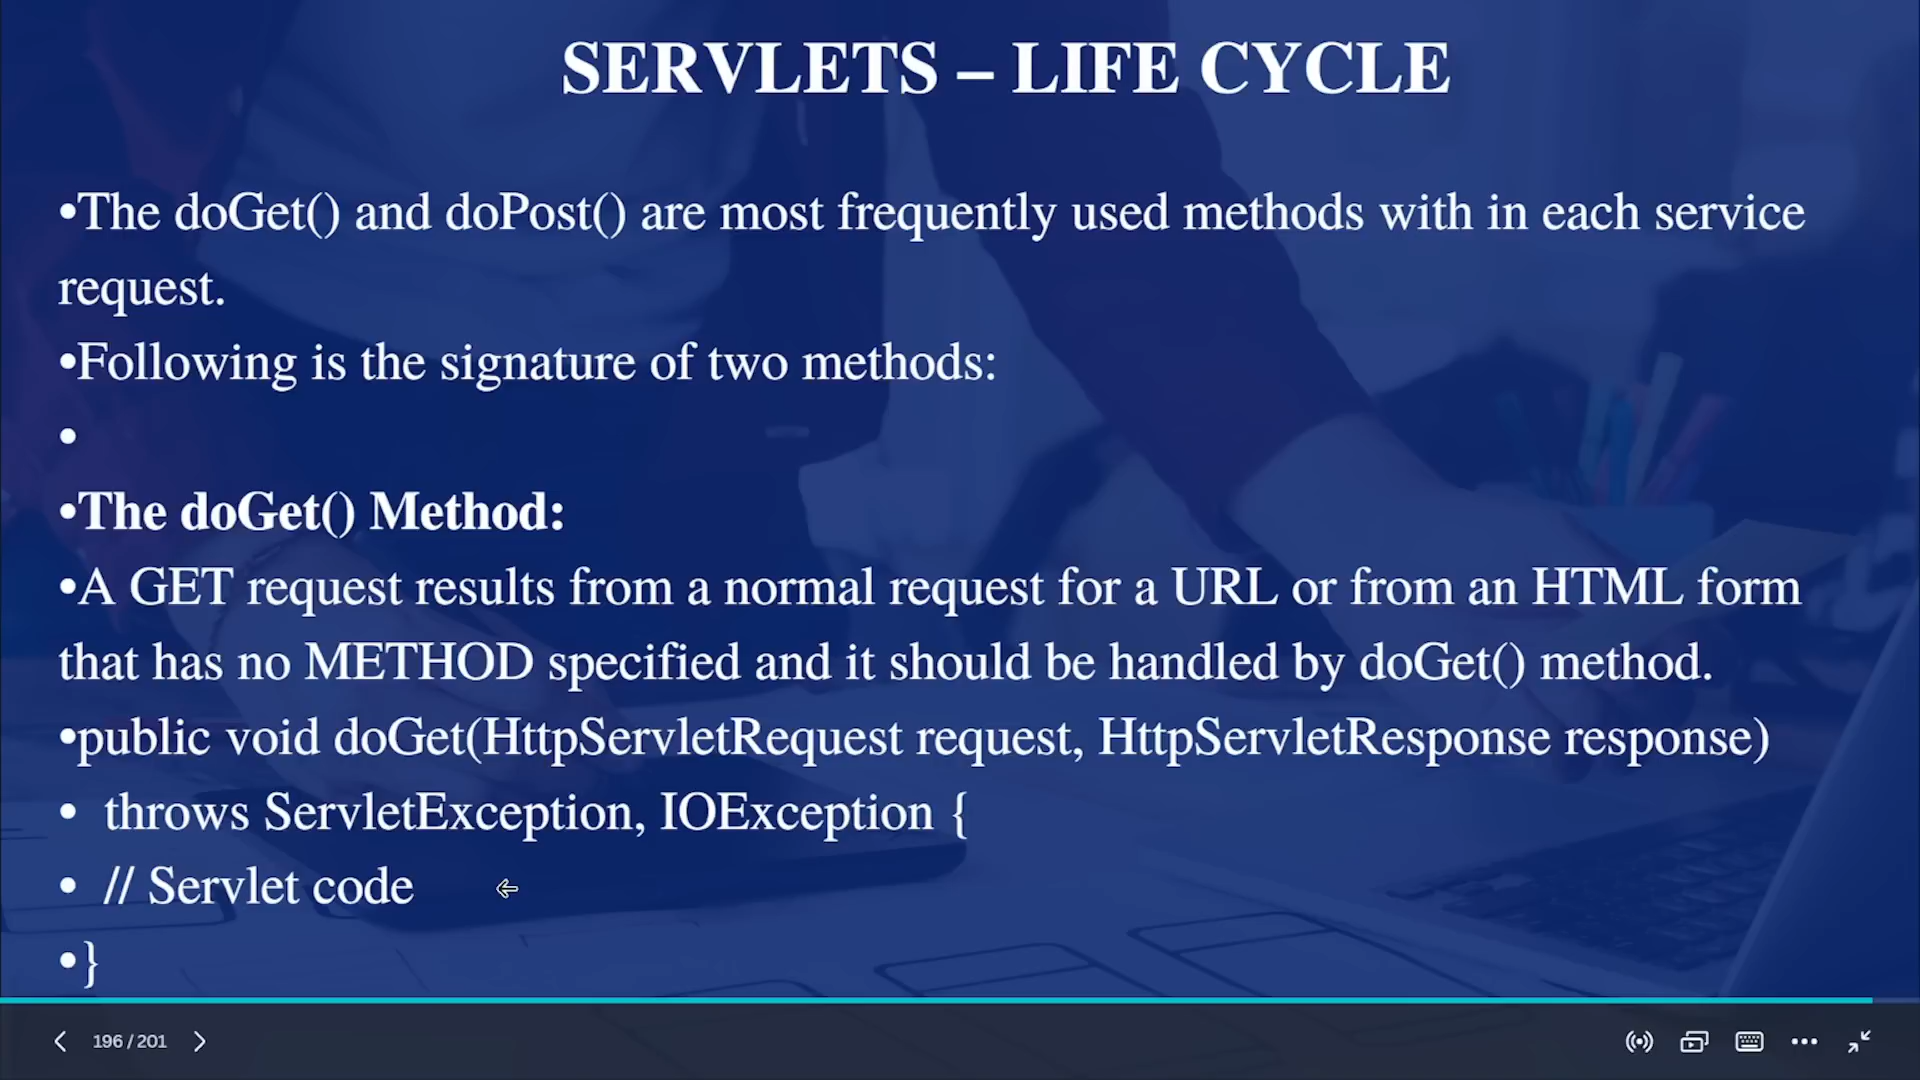 SERVLETS – LIFE CYCLE
•The doGet() and doPost() are most frequently used methods with in each service
request.
•Following is the signature of two methods:
•
•The doGet() Method:
•A GET request results from a normal request for a URL or from an HTML form
that has no METHOD specified and it should be handled by doGet() method.
•public void doGet(HttpServletRequest request, HttpServletResponse response)
• throws ServletException, IOException {
• // Servlet code
•}
196 / 201